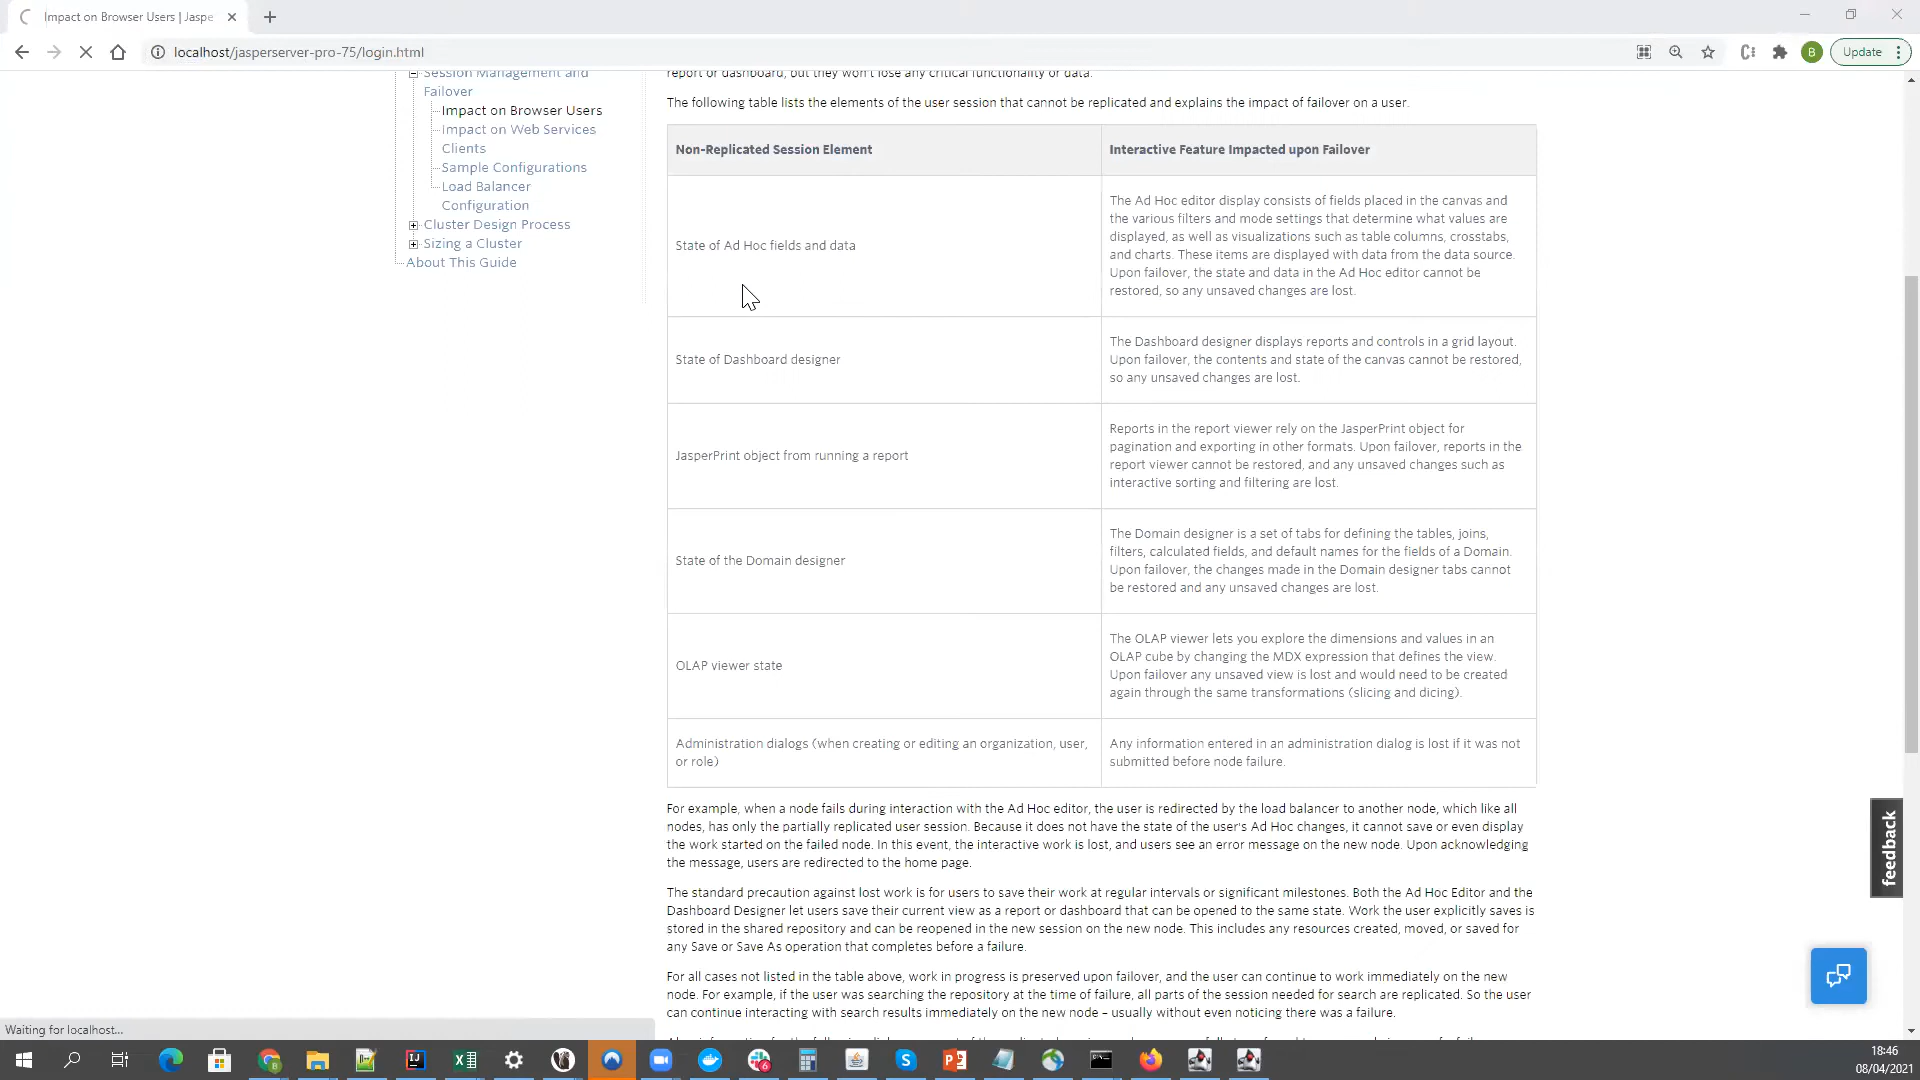 Impact on Browser Users | Jaspe
localhost/jasperserver-pro-75/login.html
B
Update
Session Management and
Failover
Impact on Browser Users
Impact on Web Services
Clients
Sample Configurations
Load Balancer
Configuration
Cluster Design Process
Sizing a Cluster
About This Guide
report or dashboard, but they won't lose any critical functionality or data.
The following table lists the elements of the user session that cannot be replicated and explains the impact of failover on a user.
Non-Replicated Session Element
Interactive Feature Impacted upon Failover
State of Ad Hoc fields and data
The Ad Hoc editor display consists of fields placed in the canvas and
the various filters and mode settings that determine what values are
displayed, as well as visualizations such as table columns, crosstabs,
and charts. These items are displayed with data from the data source.
Upon failover, the state and data in the Ad Hoc editor cannot be
restored, so any unsaved changes are lost.
State of Dashboard designer
The Dashboard designer displays reports and controls in a grid layout.
Upon failover, the contents and state of the canvas cannot be restored,
so any unsaved changes are lost.
JasperPrint object from running a report
Reports in the report viewer rely on the JasperPrint object for
pagination and exporting in other formats. Upon failover, reports in the
report viewer cannot be restored, and any unsaved changes such as
interactive sorting and filtering are lost.
State of the Domain designer
The Domain designer is a set of tabs for defining the tables, joins,
filters, calculated fields, and default names for the fields of a Domain.
Upon failover, the changes made in the Domain designer tabs cannot
be restored and any unsaved changes are lost.
OLAP viewer state
The OLAP viewer lets you explore the dimensions and values in an
OLAP cube by changing the MDX expression that defines the view.
Upon failover any unsaved view is lost and would need to be created
again through the same transformations (slicing and dicing).
Administration dialogs (when creating or editing an organization, user,
or role)
Any information entered in an administration dialog is lost if it was not
submitted before node failure.
For example, when a node fails during interaction with the Ad Hoc editor, the user is redirected by the load balancer to another node, which like all
nodes, has only the partially replicated user session. Because it does not have the state of the user's Ad Hoc changes, it cannot save or even display
the work started on the failed node. In this event, the interactive work is lost, and users see an error message on the new node. Upon acknowledging
the message, users are redirected to the home page.
The standard precaution against lost work is for users to save their work at regular intervals or significant milestones. Both the Ad Hoc Editor and the
Dashboard Designer let users save their current view as a report or dashboard that can be opened to the same state. Work the user explicitly saves is
stored in the shared repository and can be reopened in the new session on the new node. This includes any resources created, moved, or saved for
any Save or Save As operation that completes before a failure.
For all cases not listed in the table above, work in progress is preserved upon failover, and the user can continue to work immediately on the new
node. For example, if the user was searching the repository at the time of failure, all parts of the session needed for search are replicated. So the user
can continue interacting with search results immediately on the new node – usually without even noticing there was a failure.
feedback
Waiting for localhost...
18:46
08/04/2021